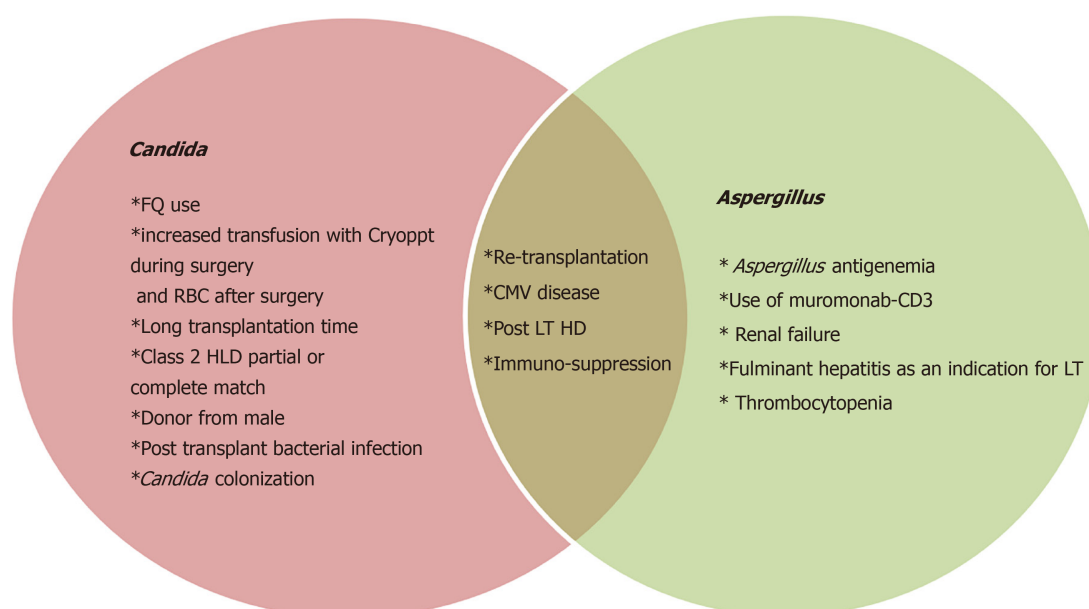 Candida
*FQ use
*increased transfusion with Cryoppt
during surgery
and RBC after surgery
*Long transplantation time
*Class 2 HLD partial or
complete match
*Donor from male
*Post transplant bacterial infection
*Candida colonization
*Re-transplantation
*CMV disease
*Post LT HD
*Immuno-suppression
Aspergillus
* Aspergillus antigenemia
*Use of muromonab-CD3
* Renal failure
*Fulminant hepatitis as an indication for LT
* Thrombocytopenia